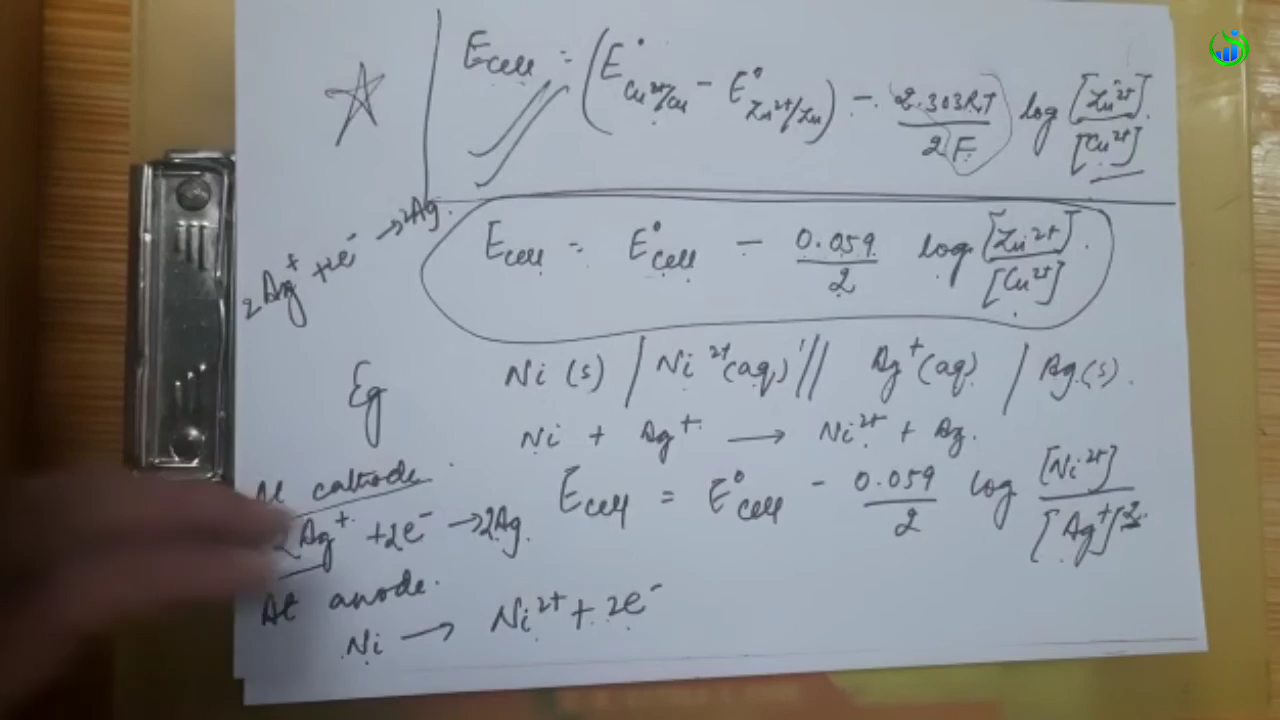 Ecell = (E°Cu²⁺/Cu − E°Zn²⁺/Zn) − 2.303RT/2F log [Zn²⁺]/[Cu²⁺]
2Ag⁺ + 2e⁻ → 2Ag
Ecell = E°cell − 0.059/2 log [Zn²⁺]/[Cu²⁺]
Eg
Ni (s) / Ni²⁺(aq) // Ag⁺(aq) / Ag(s).
Ni + Ag⁺ → Ni²⁺ + Ag.
Ecell = E°cell − 0.059/2 log [Ni²⁺]/[Ag⁺]²
At cathode.
2Ag⁺ + 2e⁻ → 2Ag
At anode.
Ni → Ni²⁺ + 2e⁻